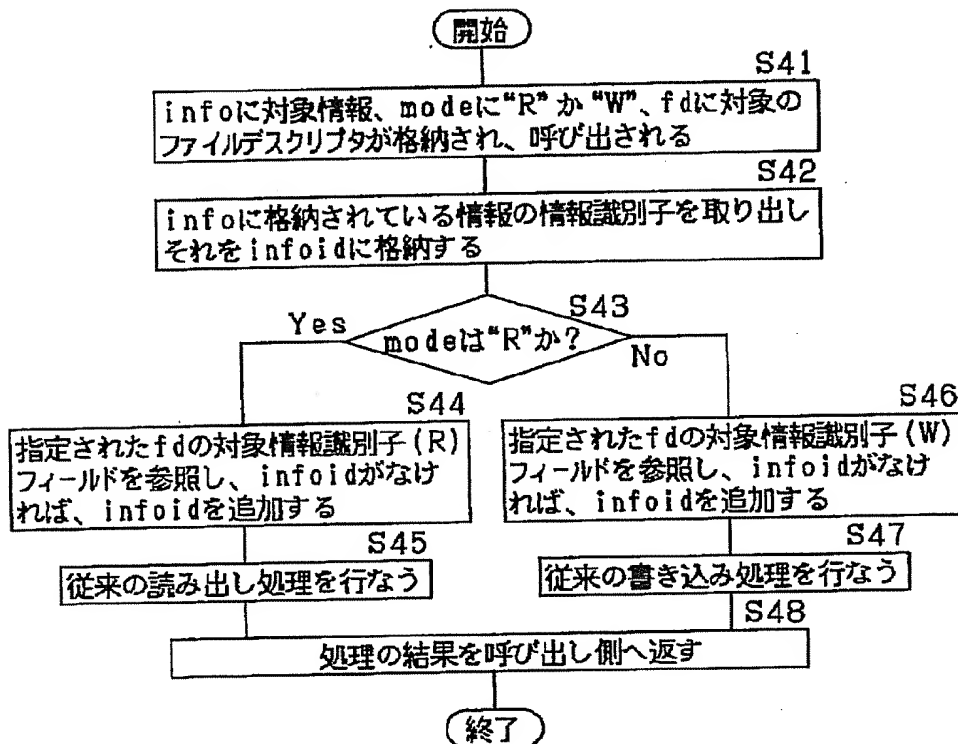 開始
S41
infoに対象情報、modeに“R”か“W”、fdに対象の
ファイルデスクリプタが格納され、呼び出される
S42
infoに格納されている情報の情報識別子を取り出し
それをinfoidに格納する
S43
modeは“R”か?
Yes
No
S44
指定されたfdの対象情報識別子(R)
フィールドを参照し、infoidがなけ
れば、infoidを追加する
S46
指定されたfdの対象情報識別子(W)
フィールドを参照し、infoidがなけ
れば、infoidを追加する
S45
従来の読み出し処理を行なう
S47
従来の書き込み処理を行なう
S48
処理の結果を呼び出し側へ返す
終了